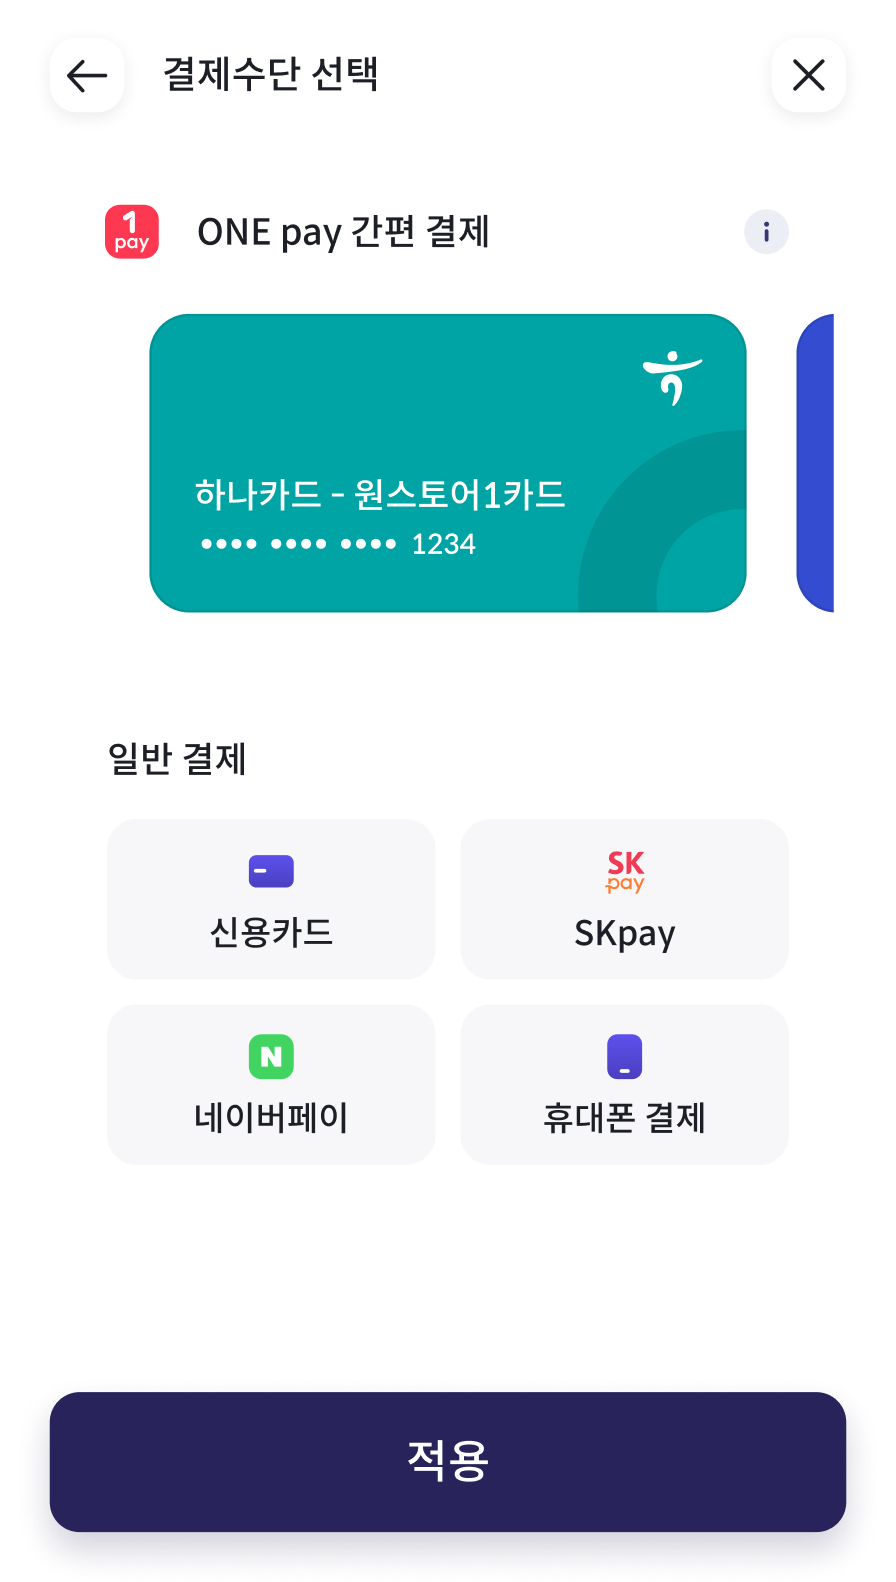 결제수단 선택
1
pay
ONE pay 간편 결제
하나카드 - 원스토어1카드
•••• •••• •••• 1234
일반 결제
신용카드
SK
pay
SKpay
N
네이버페이
휴대폰 결제
적용